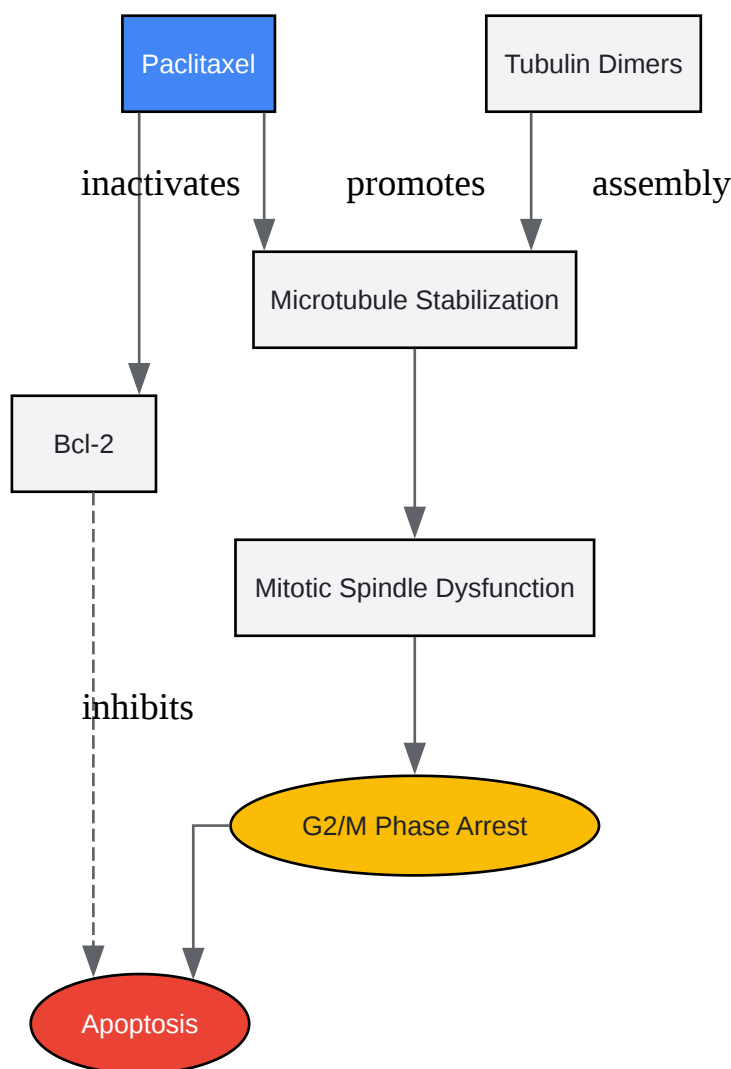 Paclitaxel
Tubulin Dimers
inactivates
promotes
assembly
Microtubule Stabilization
Bcl-2
Mitotic Spindle Dysfunction
inhibits
G2/M Phase Arrest
Apoptosis